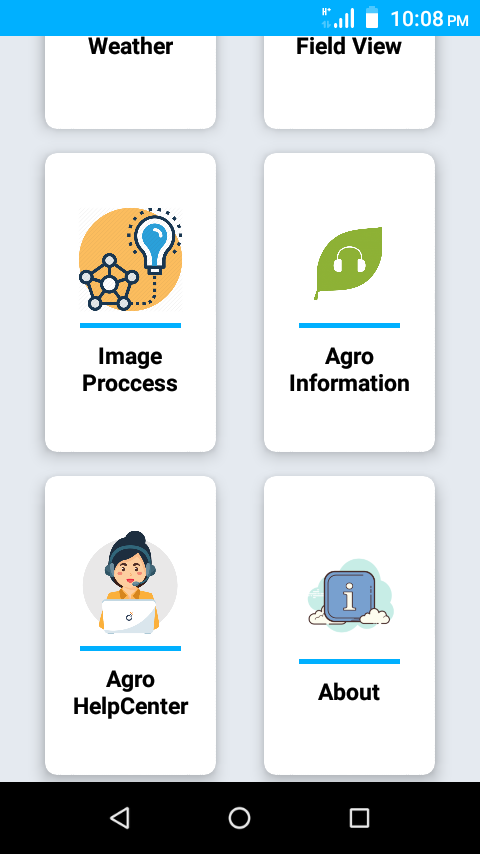 H+ 10:08 PM
Weather
Field View
Image
Proccess
Agro
Information
Agro
HelpCenter
i
About